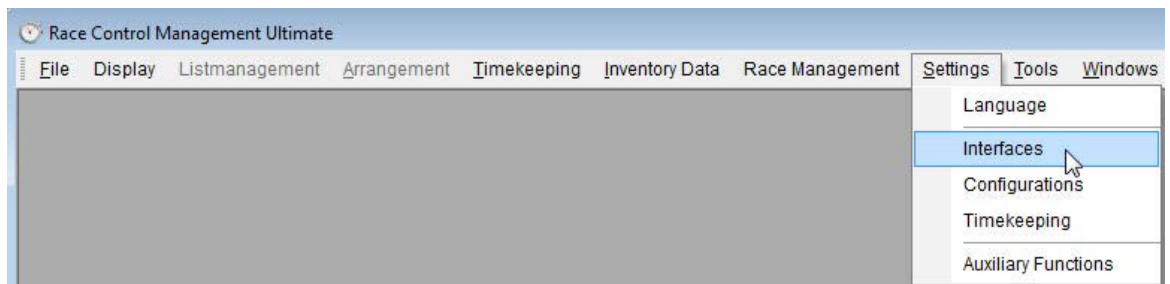 Race Control Management Ultimate
File Display Listmanagement Arrangement Timekeeping Inventory Data Race Management Settings Tools Windows
Language
Interfaces
Configurations
Timekeeping
Auxiliary Functions